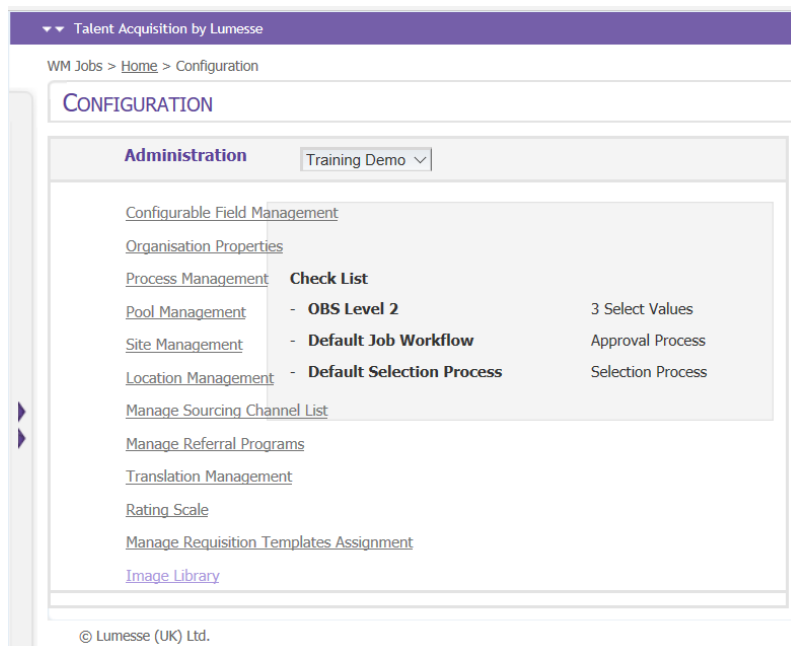 Talent Acquisition by Lumesse
WM Jobs > Home > Configuration
CONFIGURATION
Administration Training Demo
Configurable Field Management
Organisation Properties
Process Management Check List
Pool Management - OBS Level 2 3 Select Values
Site Management - Default Job Workflow Approval Process
Location Management - Default Selection Process Selection Process
Manage Sourcing Channel List
Manage Referral Programs
Translation Management
Rating Scale
Manage Requisition Templates Assignment
Image Library
© Lumesse (UK) Ltd.